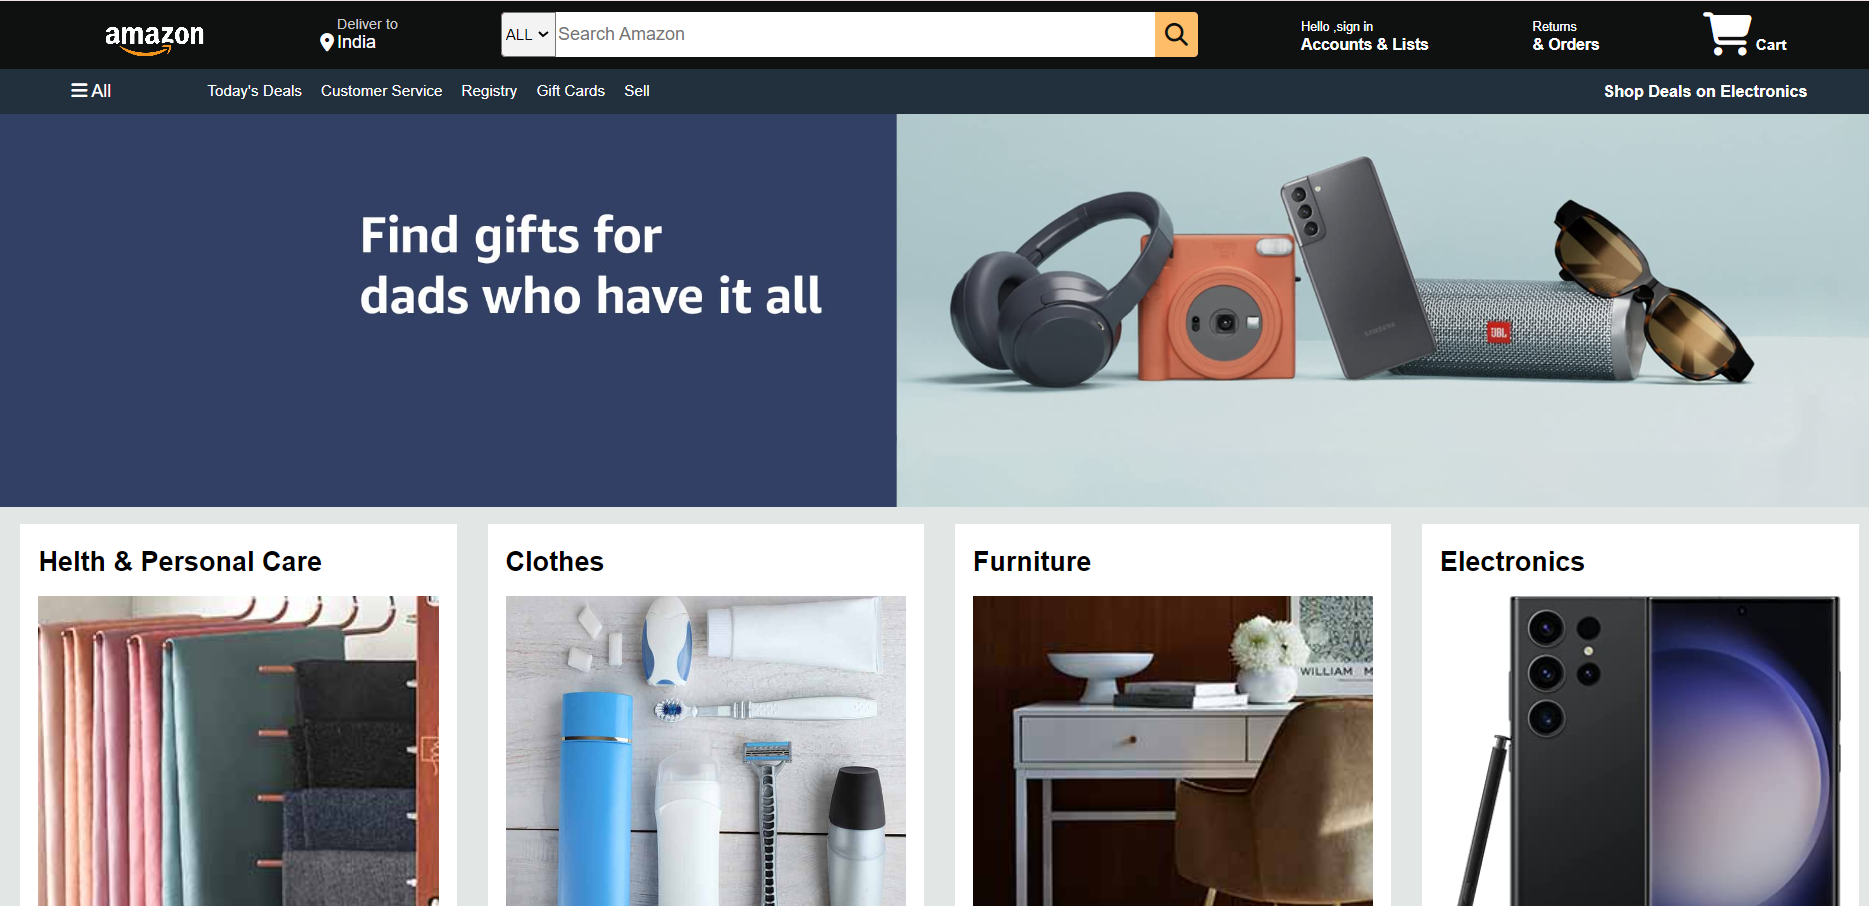 amazon
Deliver to
India
ALL
Search Amazon
Hello ,sign in
Accounts & Lists
Returns
& Orders
Cart
All
Today's Deals
Customer Service
Registry
Gift Cards
Sell
Shop Deals on Electronics
Find gifts for
dads who have it all
SAMSUNG
JBL
Helth & Personal Care
Clothes
Furniture
Electronics
WILLIAM M